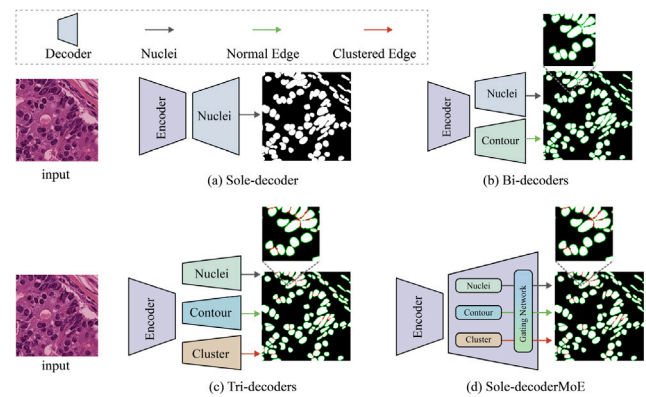 Decoder Nuclei Normal Edge Clustered Edge
input
Encoder
Nuclei
(a) Sole-decoder
Encoder
Nuclei
Contour
(b) Bi-decoders
input
Encoder
Nuclei
Contour
Cluster
(c) Tri-decoders
Encoder
Nuclei
Contour
Cluster
Gating Network
(d) Sole-decoderMoE